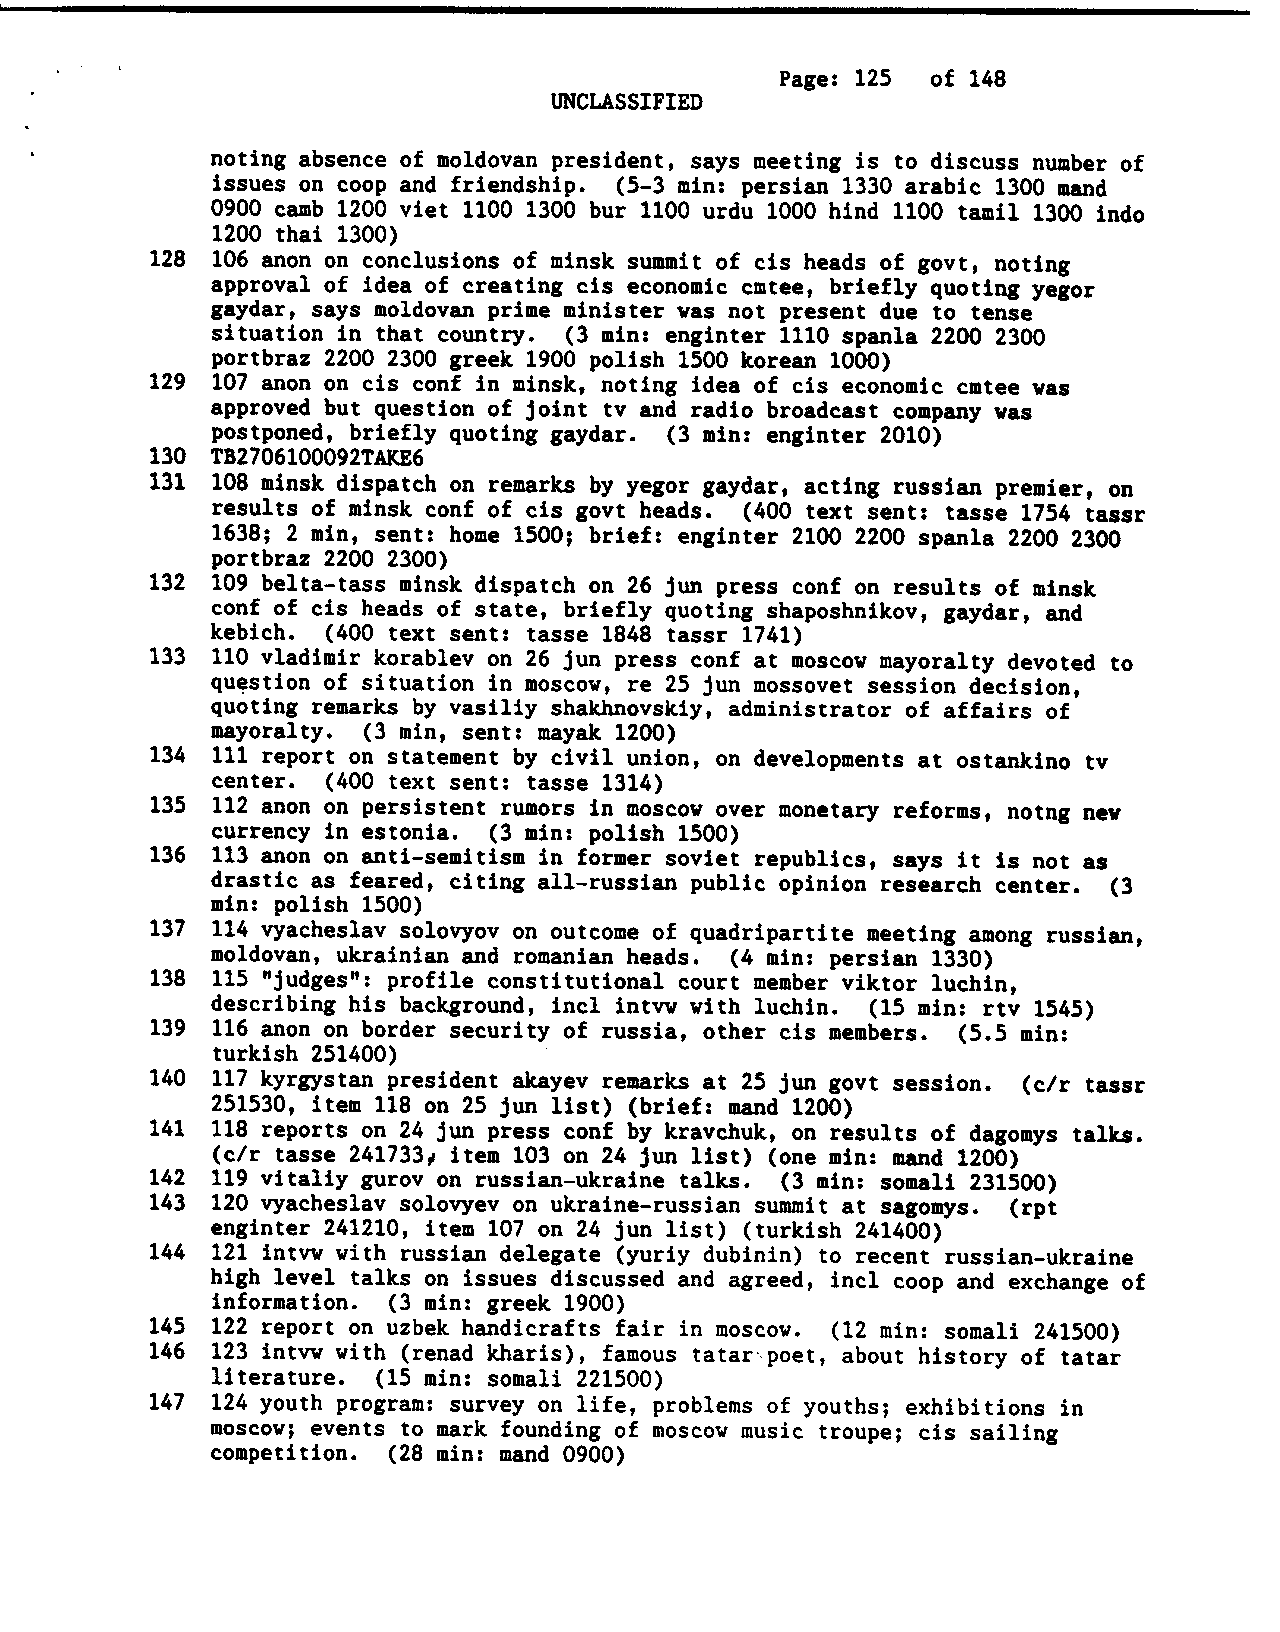 Page: 125 of 148
UNCLASSIFIED
noting absence of moldovan president, says meeting is to discuss number of
issues on coop and friendship. (5-3 min: persian 1330 arabic 1300 mand
0900 camb 1200 viet 1100 1300 bur 1100 urdu 1000 hind 1100 tamil 1300 indo
1200 thai 1300)
128 106 anon on conclusions of minsk summit of cis heads of govt, noting
approval of idea of creating cis economic cmtee, briefly quoting yegor
gaydar, says moldovan prime minister was not present due to tense
situation in that country. (3 min: enginter 1110 spanla 2200 2300
portbraz 2200 2300 greek 1900 polish 1500 korean 1000)
129 107 anon on cis conf in minsk, noting idea of cis economic cmtee was
approved but question of joint tv and radio broadcast company was
postponed, briefly quoting gaydar. (3 min: enginter 2010)
130 TB2706100092TAKE6
131 108 minsk dispatch on remarks by yegor gaydar, acting russian premier, on
results of minsk conf of cis govt heads. (400 text sent: tasse 1754 tassr
1638; 2 min, sent: home 1500; brief: enginter 2100 2200 spanla 2200 2300
portbraz 2200 2300)
132 109 belta-tass minsk dispatch on 26 jun press conf on results of minsk
conf of cis heads of state, briefly quoting shaposhnikov, gaydar, and
kebich. (400 text sent: tasse 1848 tassr 1741)
133 110 vladimir korablev on 26 jun press conf at moscow mayoralty devoted to
question of situation in moscow, re 25 jun mossovet session decision,
quoting remarks by vasiliy shakhnovskiy, administrator of affairs of
mayoralty. (3 min, sent: mayak 1200)
134 111 report on statement by civil union, on developments at ostankino tv
center. (400 text sent: tasse 1314)
135 112 anon on persistent rumors in moscow over monetary reforms, notng new
currency in estonia. (3 min: polish 1500)
136 113 anon on anti-semitism in former soviet republics, says it is not as
drastic as feared, citing all-russian public opinion research center. (3
min: polish 1500)
137 114 vyacheslav solovyov on outcome of quadripartite meeting among russian,
moldovan, ukrainian and romanian heads. (4 min: persian 1330)
138 115 "judges": profile constitutional court member viktor luchin,
describing his background, incl intvw with luchin. (15 min: rtv 1545)
139 116 anon on border security of russia, other cis members. (5.5 min:
turkish 251400)
140 117 kyrgystan president akayev remarks at 25 jun govt session. (c/r tassr
251530, item 118 on 25 jun list) (brief: mand 1200)
141 118 reports on 24 jun press conf by kravchuk, on results of dagomys talks.
(c/r tasse 241733, item 103 on 24 jun list) (one min: mand 1200)
142 119 vitaliy gurov on russian-ukraine talks. (3 min: somali 231500)
143 120 vyacheslav solovyev on ukraine-russian summit at sagomys. (rpt
enginter 241210, item 107 on 24 jun list) (turkish 241400)
144 121 intvw with russian delegate (yuriy dubinin) to recent russian-ukraine
high level talks on issues discussed and agreed, incl coop and exchange of
information. (3 min: greek 1900)
145 122 report on uzbek handicrafts fair in moscow. (12 min: somali 241500)
146 123 intvw with (renad kharis), famous tatar poet, about history of tatar
literature. (15 min: somali 221500)
147 124 youth program: survey on life, problems of youths; exhibitions in
moscow; events to mark founding of moscow music troupe; cis sailing
competition. (28 min: mand 0900)